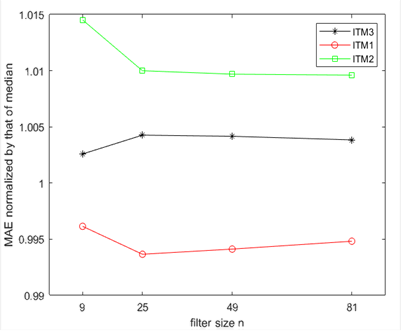 1.015
1.01
1.005
1
0.995
0.99
MAE normalized by that of median
ITM3
ITM1
ITM2
9 25 49 81
filter size n